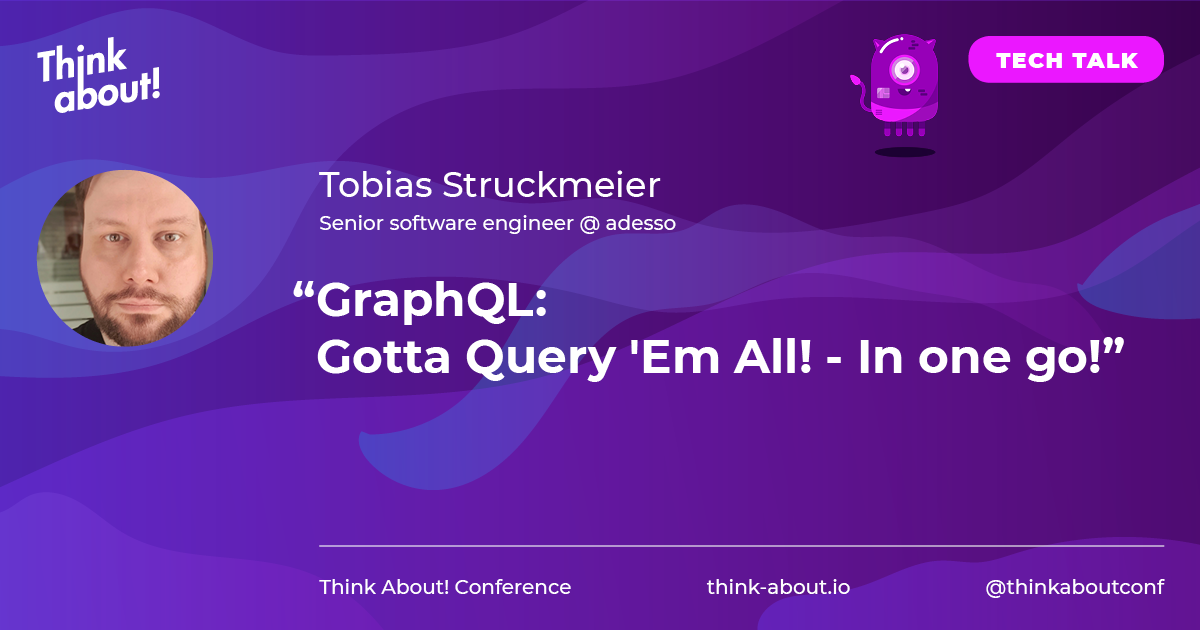 Think
about!
TECH TALK
Tobias Struckmeier
Senior software engineer @ adesso
“GraphQL:
Gotta Query 'Em All! - In one go!”
Think About! Conference
think-about.io
@thinkaboutconf